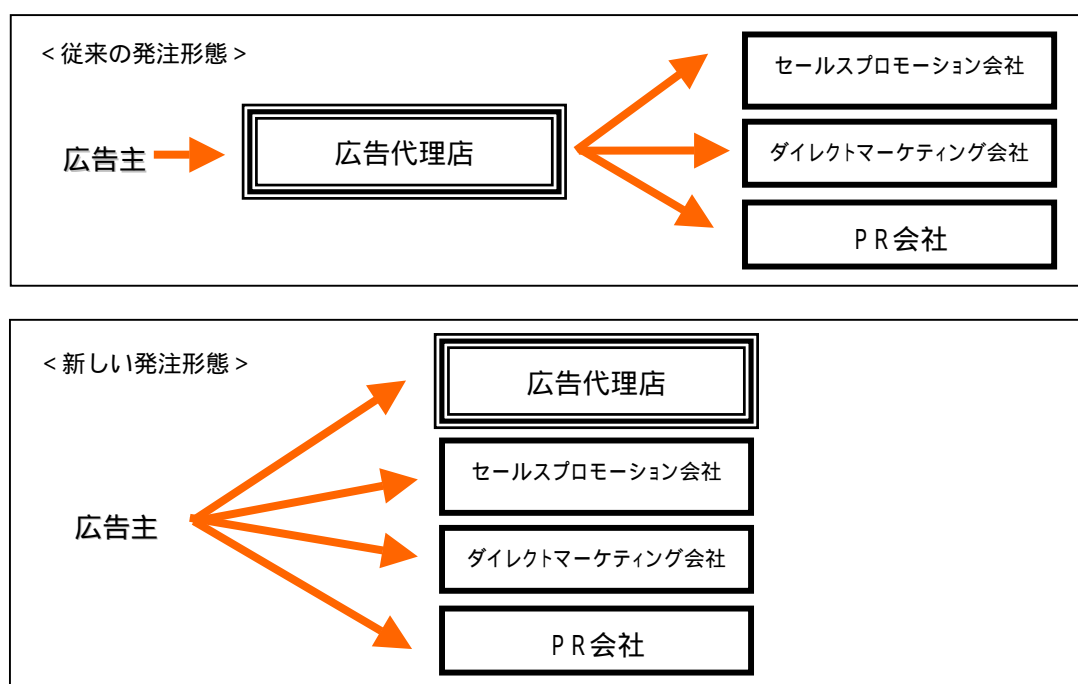 <従来の発注形態>
セールスプロモーション会社
広告主
広告代理店
ダイレクトマーケティング会社
PR会社
<新しい発注形態>
広告代理店
セールスプロモーション会社
広告主
ダイレクトマーケティング会社
PR会社